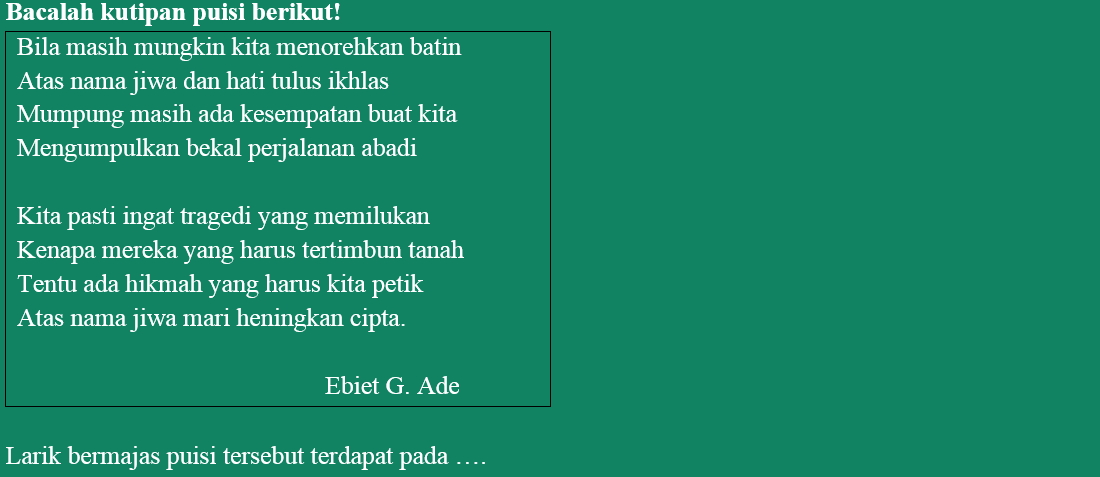 Bacalah kutipan puisi berikut!
Bila masih mungkin kita menorehkan batin
Atas nama jiwa dan hati tulus ikhlas
Mumpung masih ada kesempatan buat kita
Mengumpulkan bekal perjalanan abadi
Kita pasti ingat tragedi yang memilukan
Kenapa mereka yang harus tertimbun tanah
Tentu ada hikmah yang harus kita petik
Atas nama jiwa mari heningkan cipta.
Ebiet G. Ade
Larik bermajas puisi tersebut terdapat pada ….